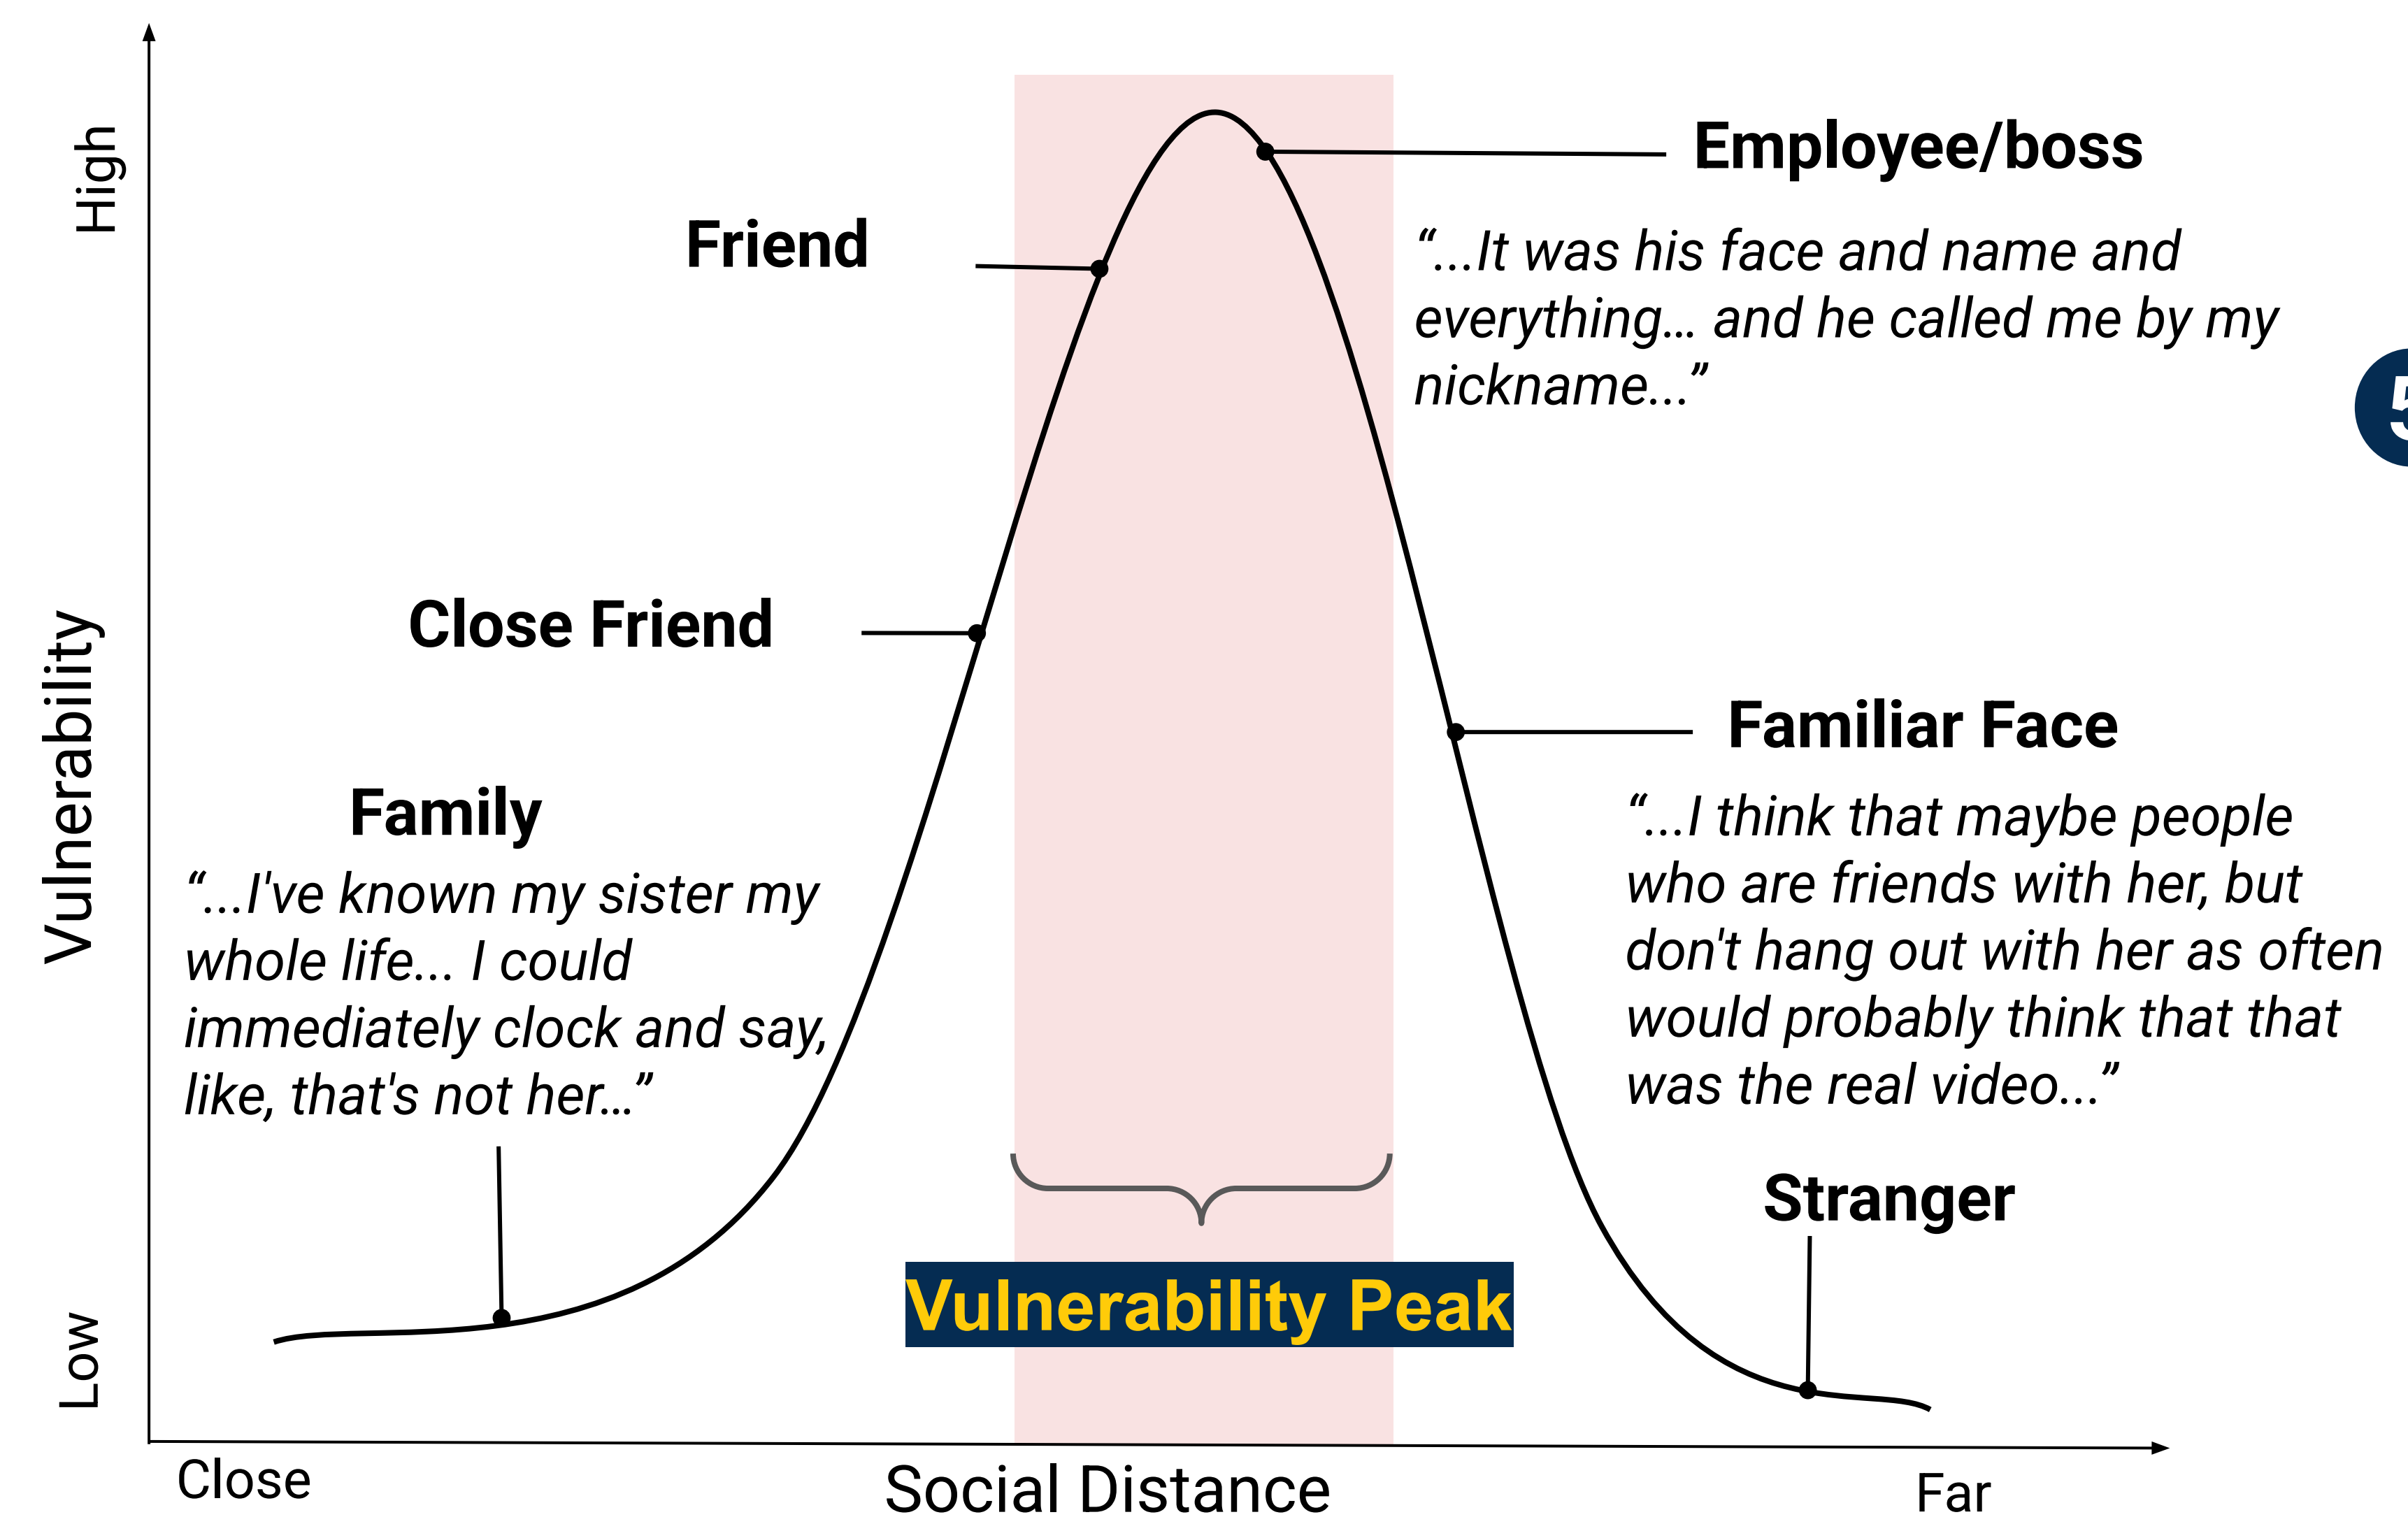 High
Employee/boss
Friend
“...It was his face and name and
everything... and he called me by my
nickname...”
5
Close Friend
Vulnerability
Familiar Face
Family
“...I think that maybe people
who are friends with her, but
don't hang out with her as often
would probably think that that
was the real video...”
“...I've known my sister my
whole life... I could
immediately clock and say,
like, that's not her...”
Stranger
Vulnerability Peak
Low
Close
Social Distance
Far